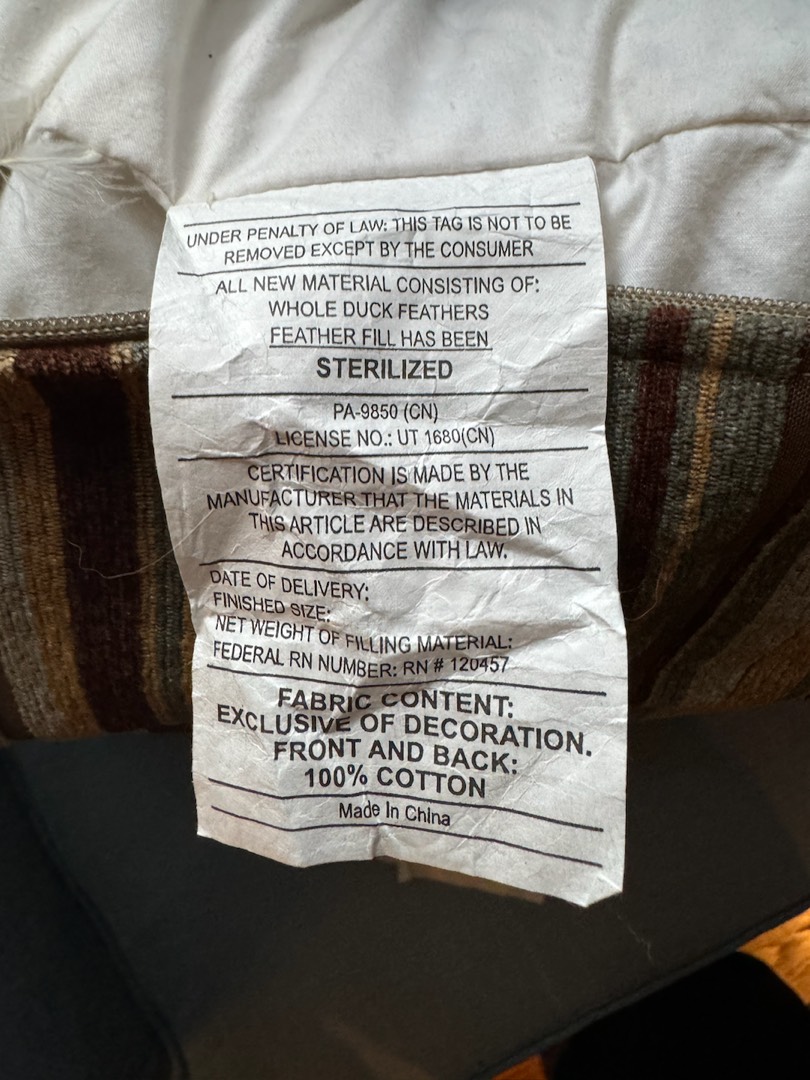 UNDER PENALTY OF LAW: THIS TAG IS NOT TO BE
REMOVED EXCEPT BY THE CONSUMER
ALL NEW MATERIAL CONSISTING OF:
WHOLE DUCK FEATHERS
FEATHER FILL HAS BEEN
STERILIZED
PA-9850 (CN)
LICENSE NO.: UT 1680(CN)
CERTIFICATION IS MADE BY THE
MANUFACTURER THAT THE MATERIALS IN
THIS ARTICLE ARE DESCRIBED IN
ACCORDANCE WITH LAW.
DATE OF DELIVERY:
FINISHED SIZE:
NET WEIGHT OF FILLING MATERIAL:
FEDERAL RN NUMBER: RN # 120457
FABRIC CONTENT:
EXCLUSIVE OF DECORATION.
FRONT AND BACK:
100% COTTON
Made In China